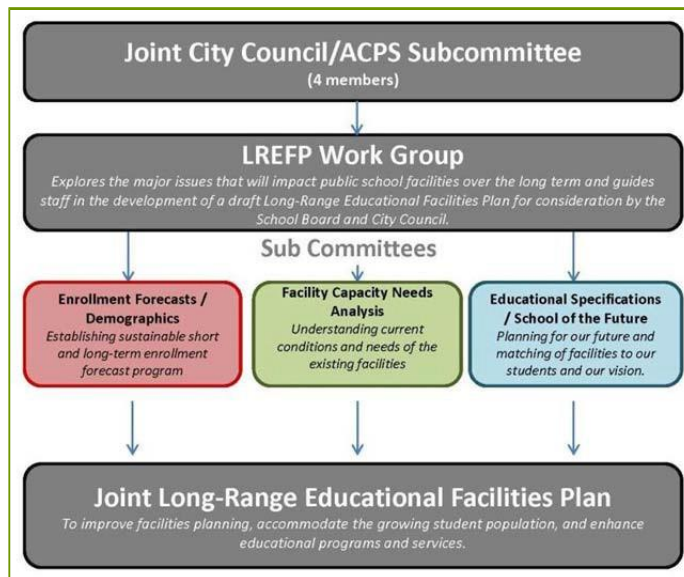 Joint City Council/ACPS Subcommittee
(4 members)
LREFP Work Group
Explores the major issues that will impact public school facilities over the long term and guides
staff in the development of a draft Long-Range Educational Facilities Plan for consideration by the
School Board and City Council.
Sub Committees
Enrollment Forecasts /
Demographics
Establishing sustainable short
and long-term enrollment
forecast program
Facility Capacity Needs
Analysis
Understanding current
conditions and needs of the
existing facilities
Educational Specifications
/ School of the Future
Planning for our future and
matching of facilities to our
students and our vision.
Joint Long-Range Educational Facilities Plan
To improve facilities planning, accommodate the growing student population, and enhance
educational programs and services.